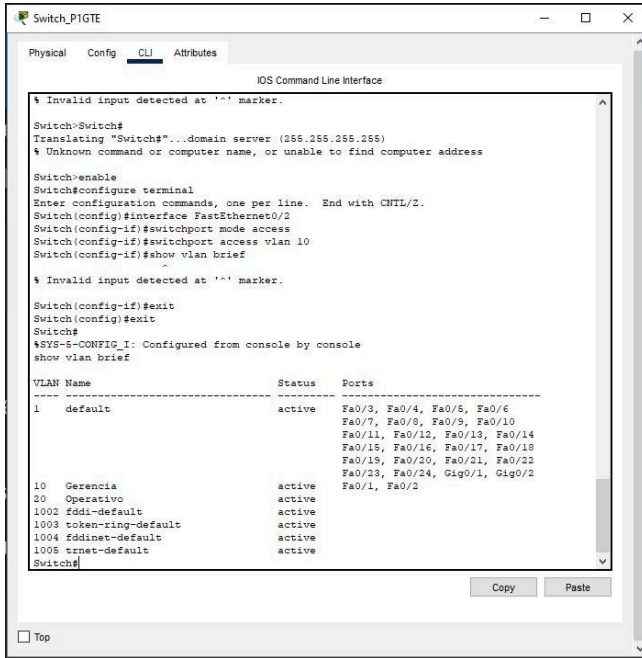 Switch_P1GTE
Physical Config CLI Attributes
IOS Command Line Interface
% Invalid input detected at '^' marker.
Switch>Switch#
Translating "Switch#"...domain server (255.255.255.255)
% Unknown command or computer name, or unable to find computer address
Switch>enable
Switch#configure terminal
Enter configuration commands, one per line. End with CNTL/Z.
Switch(config)#interface FastEthernet0/2
Switch(config-if)#switchport mode access
Switch(config-if)#switchport access vlan 10
Switch(config-if)#show vlan brief
^
% Invalid input detected at '^' marker.
Switch(config-if)#exit
Switch(config)#exit
Switch#
%SYS-5-CONFIG_I: Configured from console by console
show vlan brief
VLAN Name Status Ports
---- -------------------------------- --------- -------------------------------
1 default active Fa0/3, Fa0/4, Fa0/5, Fa0/6
Fa0/7, Fa0/8, Fa0/9, Fa0/10
Fa0/11, Fa0/12, Fa0/13, Fa0/14
Fa0/15, Fa0/16, Fa0/17, Fa0/18
Fa0/19, Fa0/20, Fa0/21, Fa0/22
Fa0/23, Fa0/24, Gig0/1, Gig0/2
10 Gerencia active Fa0/1, Fa0/2
20 Operativo active
1002 fddi-default active
1003 token-ring-default active
1004 fddinet-default active
1005 trnet-default active
Switch#
Copy Paste
Top